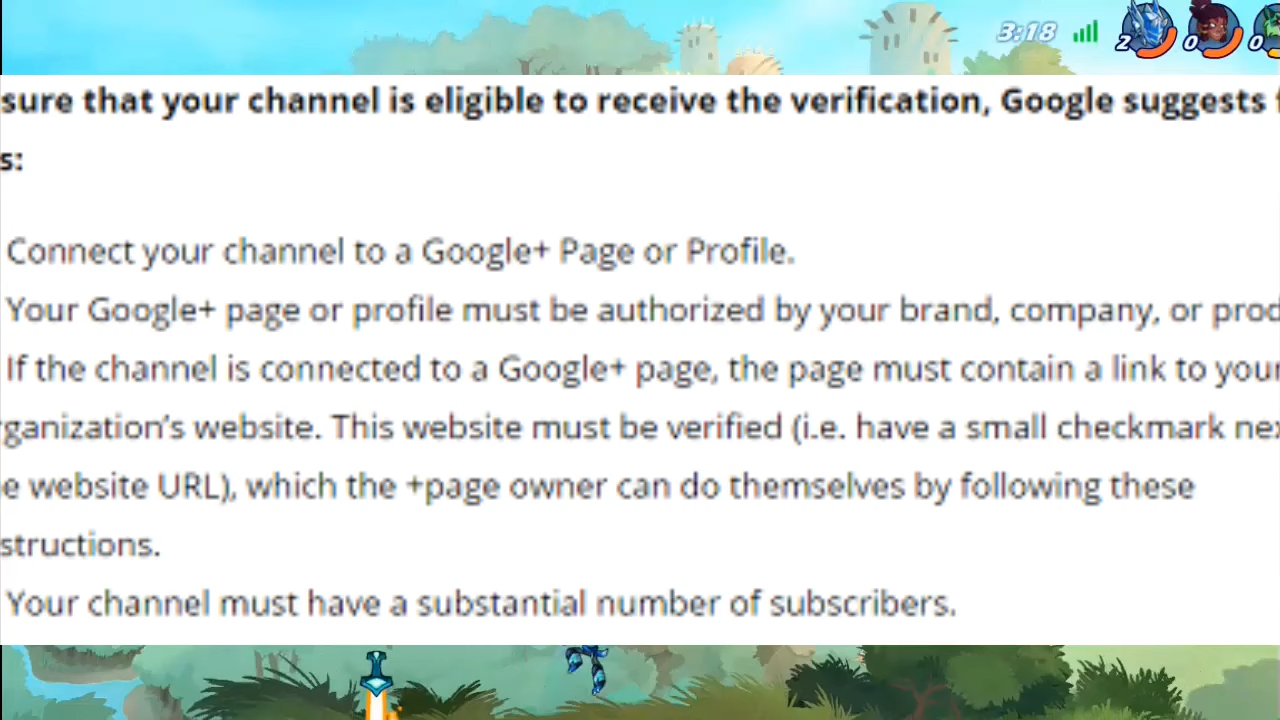 3:18
2 0 0
sure that your channel is eligible to receive the verification, Google suggests
s:
Connect your channel to a Google+ Page or Profile.
Your Google+ page or profile must be authorized by your brand, company, or prod
If the channel is connected to a Google+ page, the page must contain a link to your
rganization's website. This website must be verified (i.e. have a small checkmark nex
e website URL), which the +page owner can do themselves by following these
structions.
Your channel must have a substantial number of subscribers.